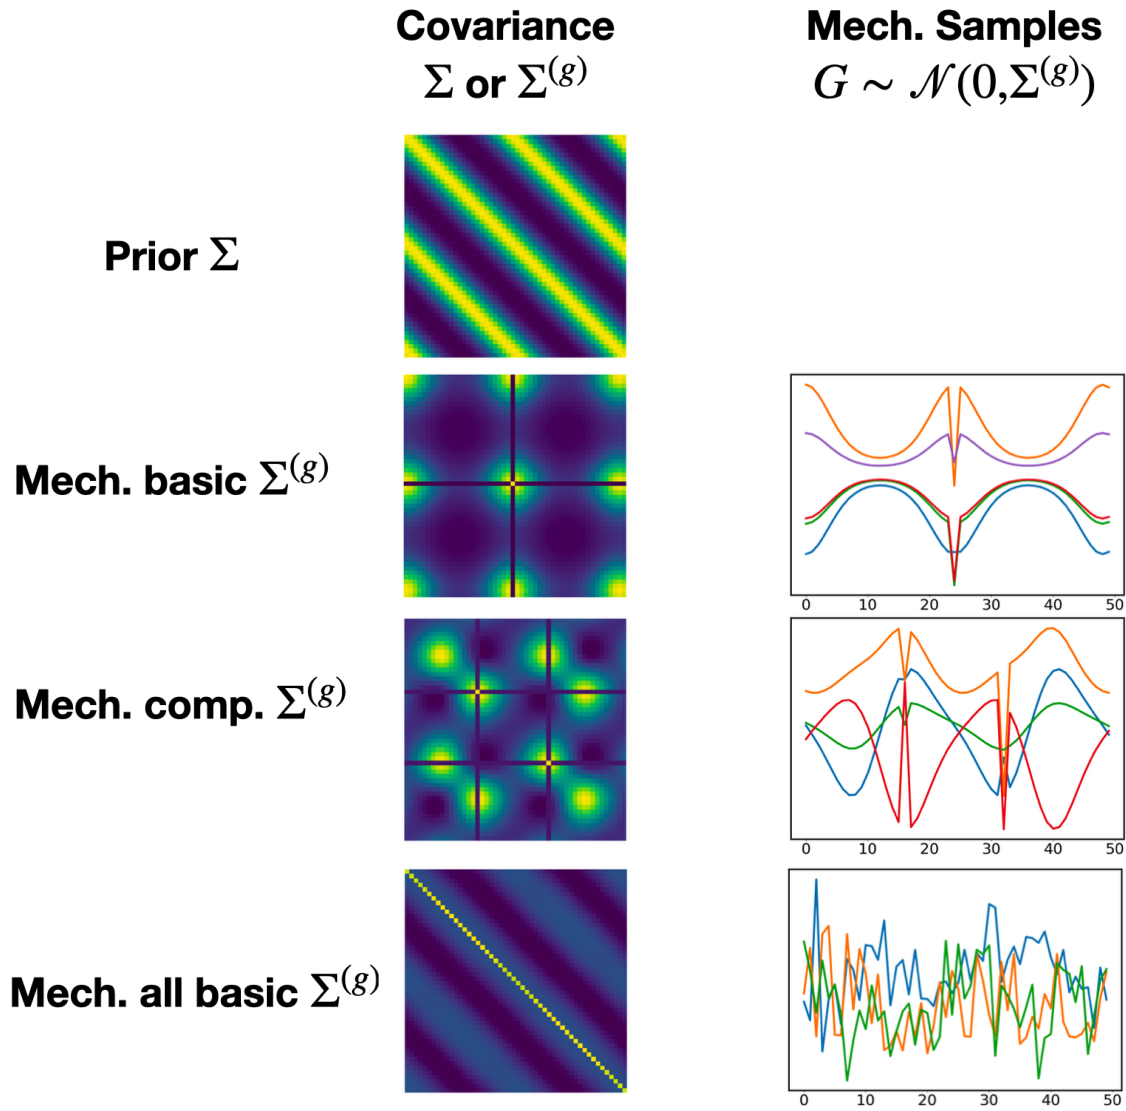 Covariance
Σ or Σ^(g)
Mech. Samples
G ∼ 𝒩(0,Σ^(g))
Prior Σ
Mech. basic Σ^(g)
0 10 20 30 40 50
Mech. comp. Σ^(g)
0 10 20 30 40 50
Mech. all basic Σ^(g)
0 10 20 30 40 50